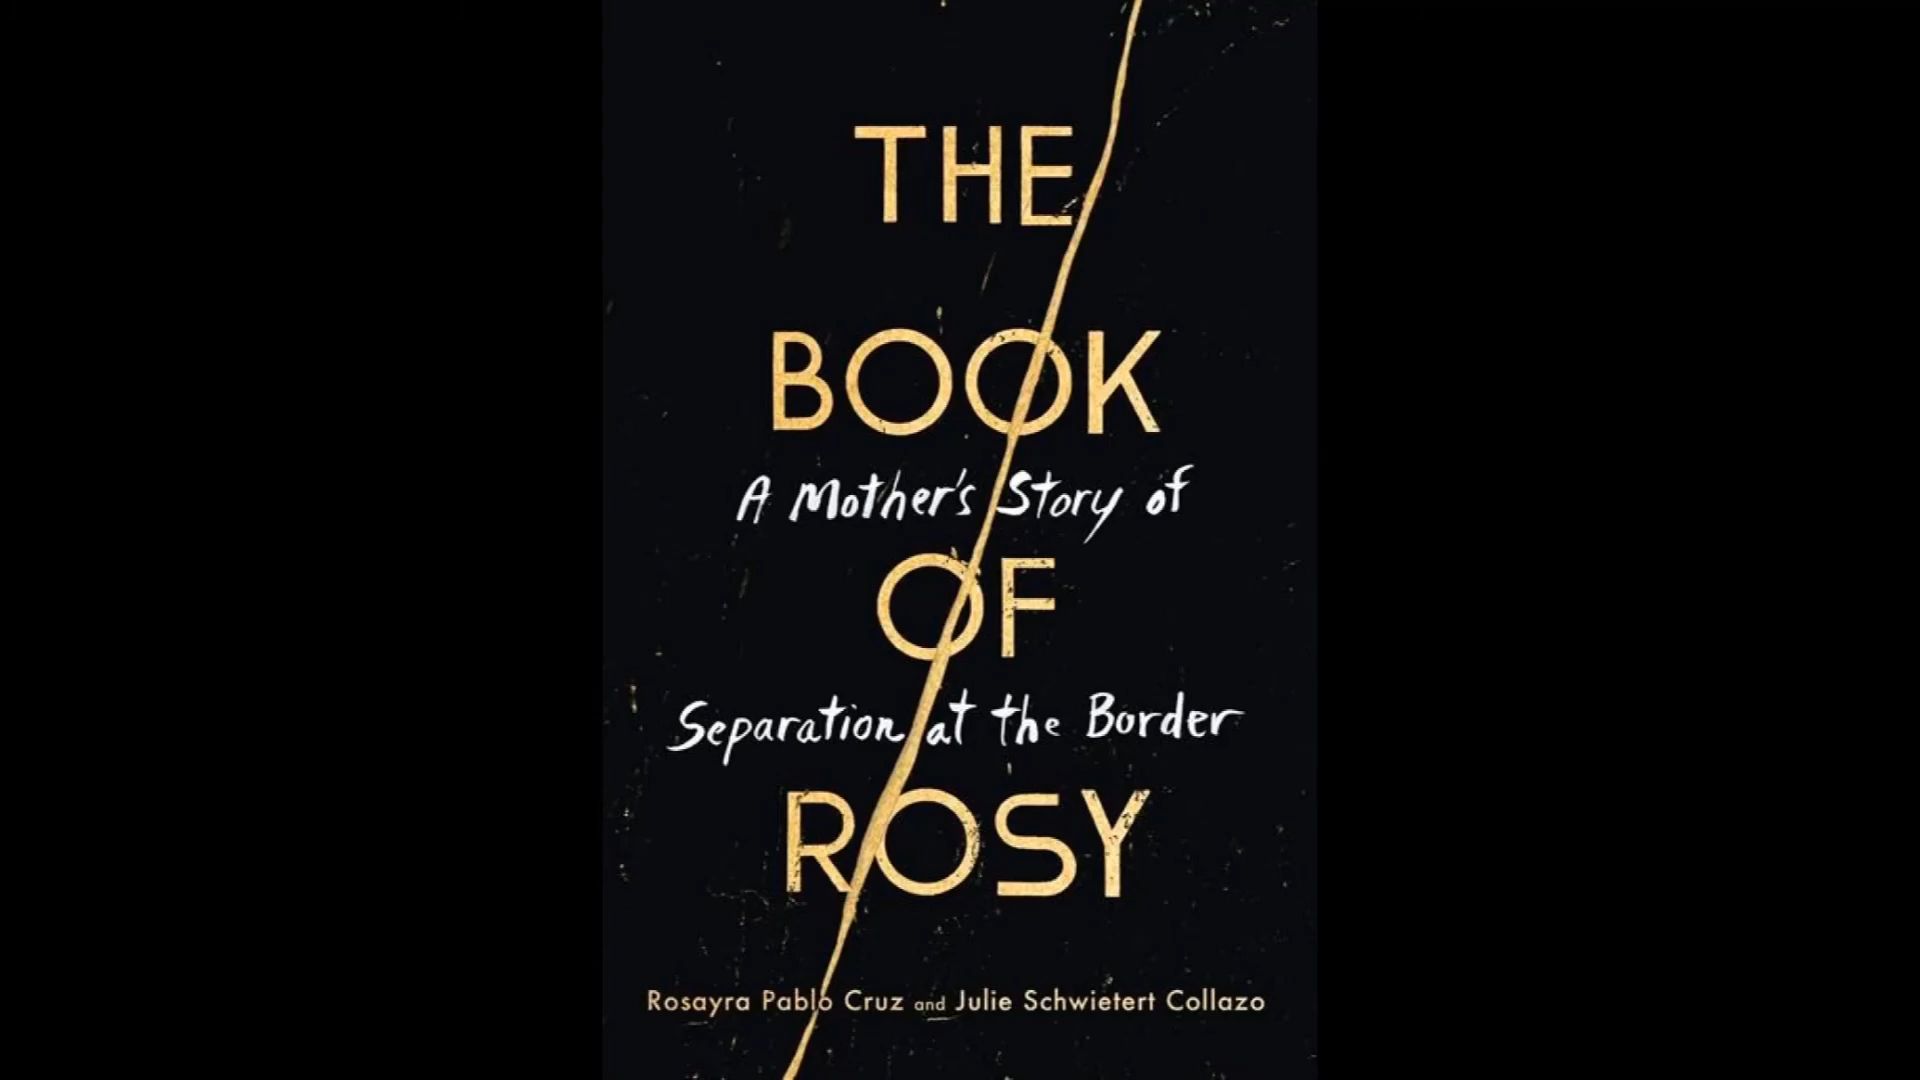 THE
BOOK
A Mother's Story of
OF
Separation at the Border
ROSY
Rosayra Pablo Cruz and Julie Schwietert Collazo